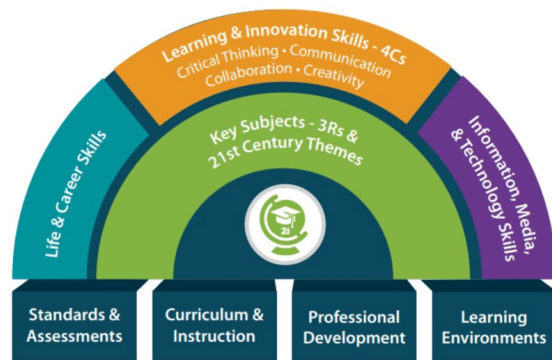 Learning & Innovation Skills - 4Cs
Critical Thinking • Communication
Collaboration • Creativity
Life & Career Skills
Key Subjects - 3Rs &
21st Century Themes
Information, Media,
& Technology Skills
21
Standards &
Assessments
Curriculum &
Instruction
Professional
Development
Learning
Environments